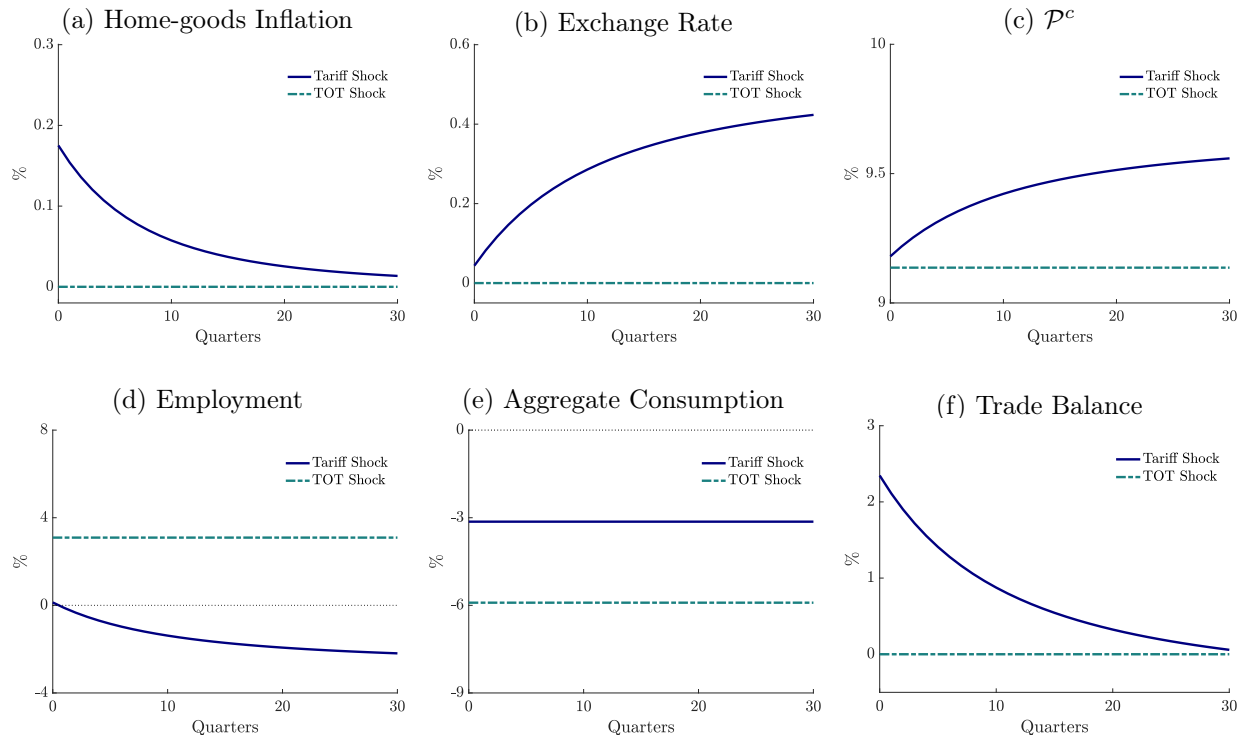 (a) Home-goods Inflation
0.3
0.2
0.1
0
%
Tariff Shock
TOT Shock
0 10 20 30
Quarters
(b) Exchange Rate
0.6
0.4
0.2
0
%
Tariff Shock
TOT Shock
0 10 20 30
Quarters
(c) 𝒫ᶜ
10
9.5
9
%
Tariff Shock
TOT Shock
0 10 20 30
Quarters
(d) Employment
8
4
0
-4
%
Tariff Shock
TOT Shock
0 10 20 30
Quarters
(e) Aggregate Consumption
0
-3
-6
-9
%
Tariff Shock
TOT Shock
0 10 20 30
Quarters
(f) Trade Balance
3
2
1
0
%
Tariff Shock
TOT Shock
0 10 20 30
Quarters